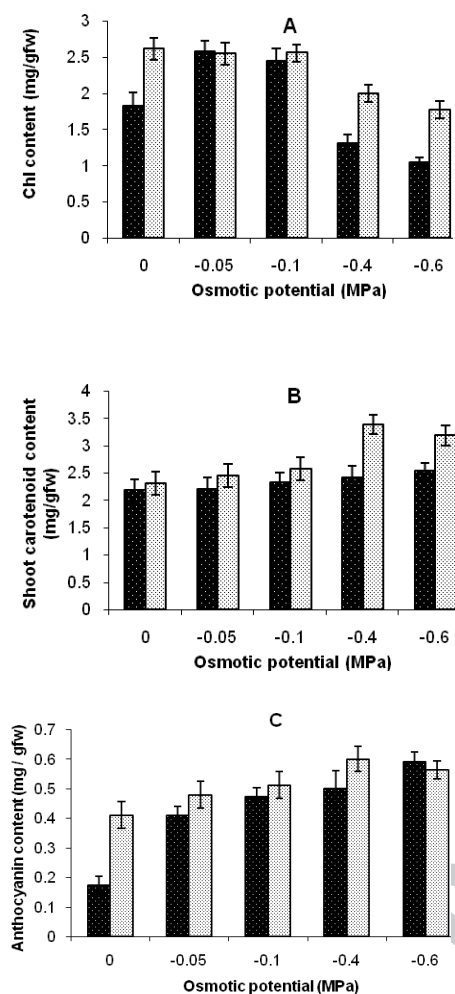 A
Chl content (mg/gfw)
3
2.5
2
1.5
1
0.5
0
0 -0.05 -0.1 -0.4 -0.6
Osmotic potential (MPa)
B
Shoot carotenoid content
(mg/gfw)
4
3.5
3
2.5
2
1.5
1
0.5
0
0 -0.05 -0.1 -0.4 -0.6
Osmotic potential (MPa)
C
Anthocyanin content (mg / gfw)
0.7
0.6
0.5
0.4
0.3
0.2
0.1
0
0 -0.05 -0.1 -0.4 -0.6
Osmotic potential (MPa)